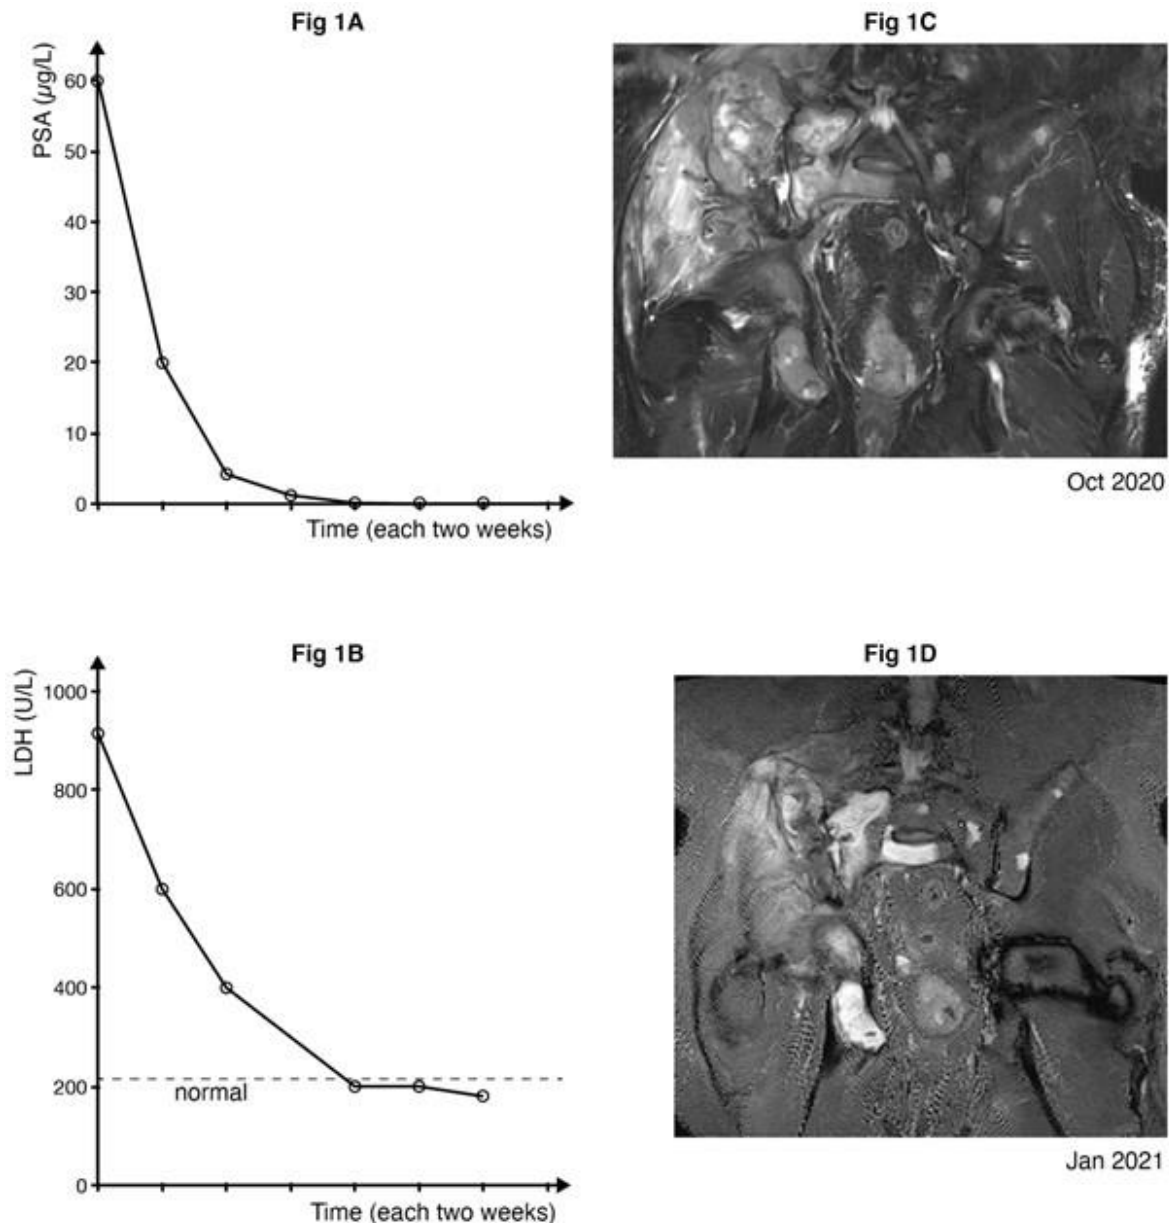 Fig 1A
PSA (µg/L)
60
50
40
30
20
10
0
Time (each two weeks)
Fig 1C
Oct 2020
Fig 1B
LDH (U/L)
1000
800
600
400
200
0
normal
Time (each two weeks)
Fig 1D
Jan 2021